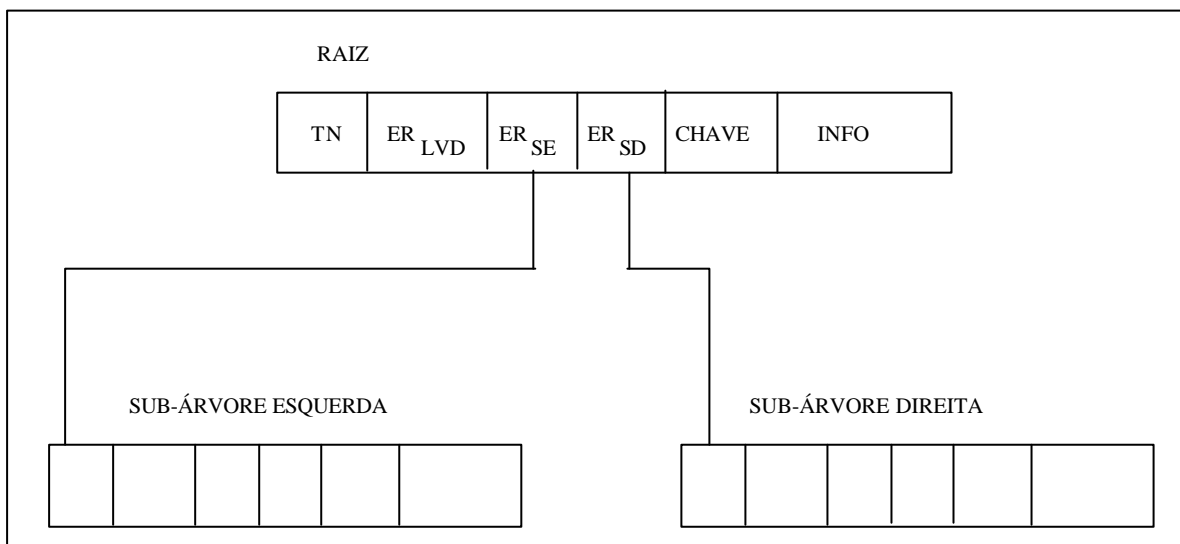 RAIZ
TN ER LVD ER SE ER SD CHAVE INFO
SUB-ÁRVORE ESQUERDA SUB-ÁRVORE DIREITA